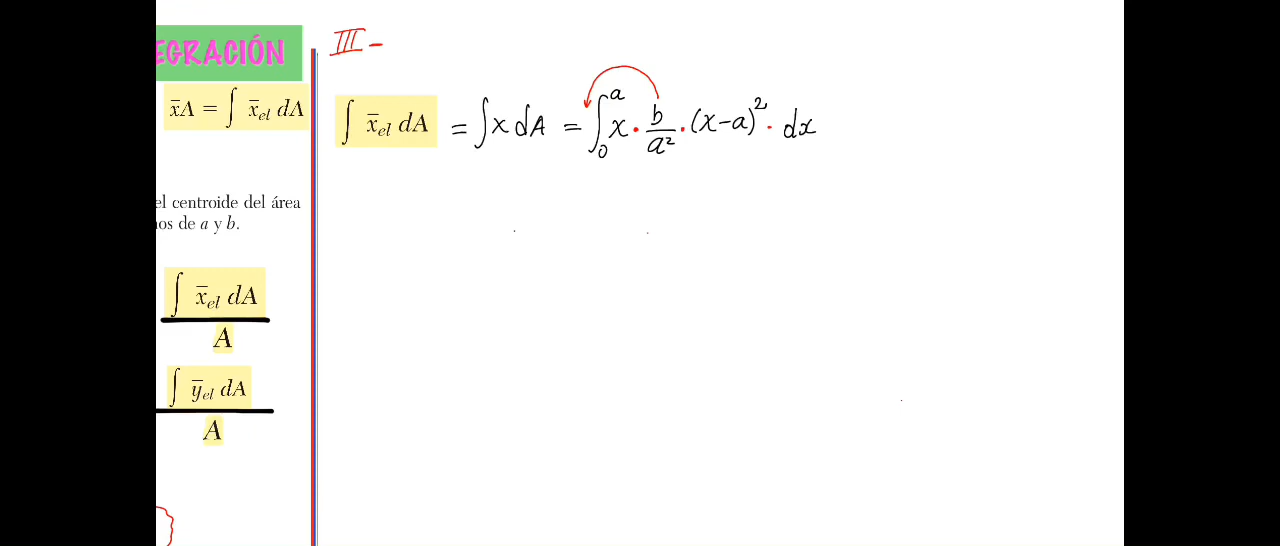 EGRACIÓN
x̄A = ∫ x̄el dA
el centroide del área
nos de a y b.
∫ x̄el dA
A
∫ ȳel dA
A
III -
∫ x̄el dA = ∫ x dA = ∫₀ᵃ x · b/a² · (x-a)² · dx